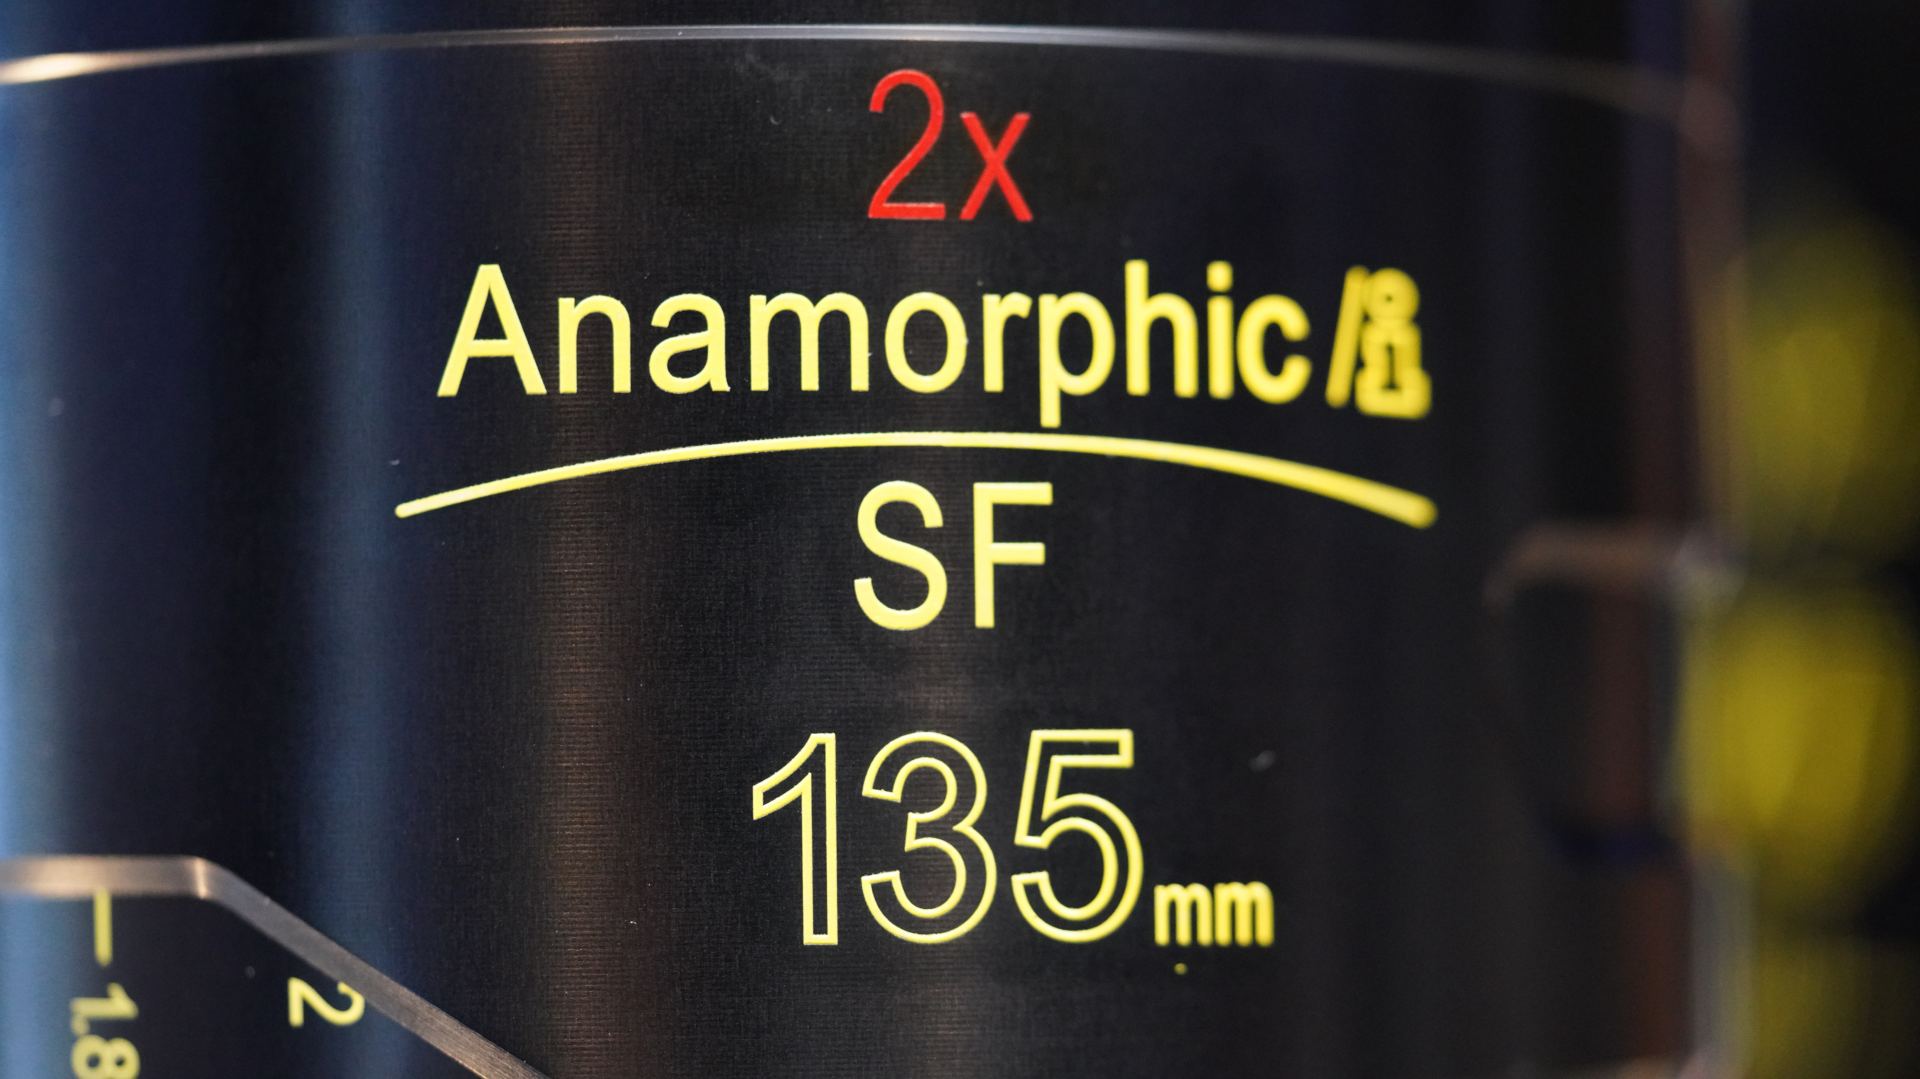 2x
Anamorphic/i
SF
135mm
2
1.8